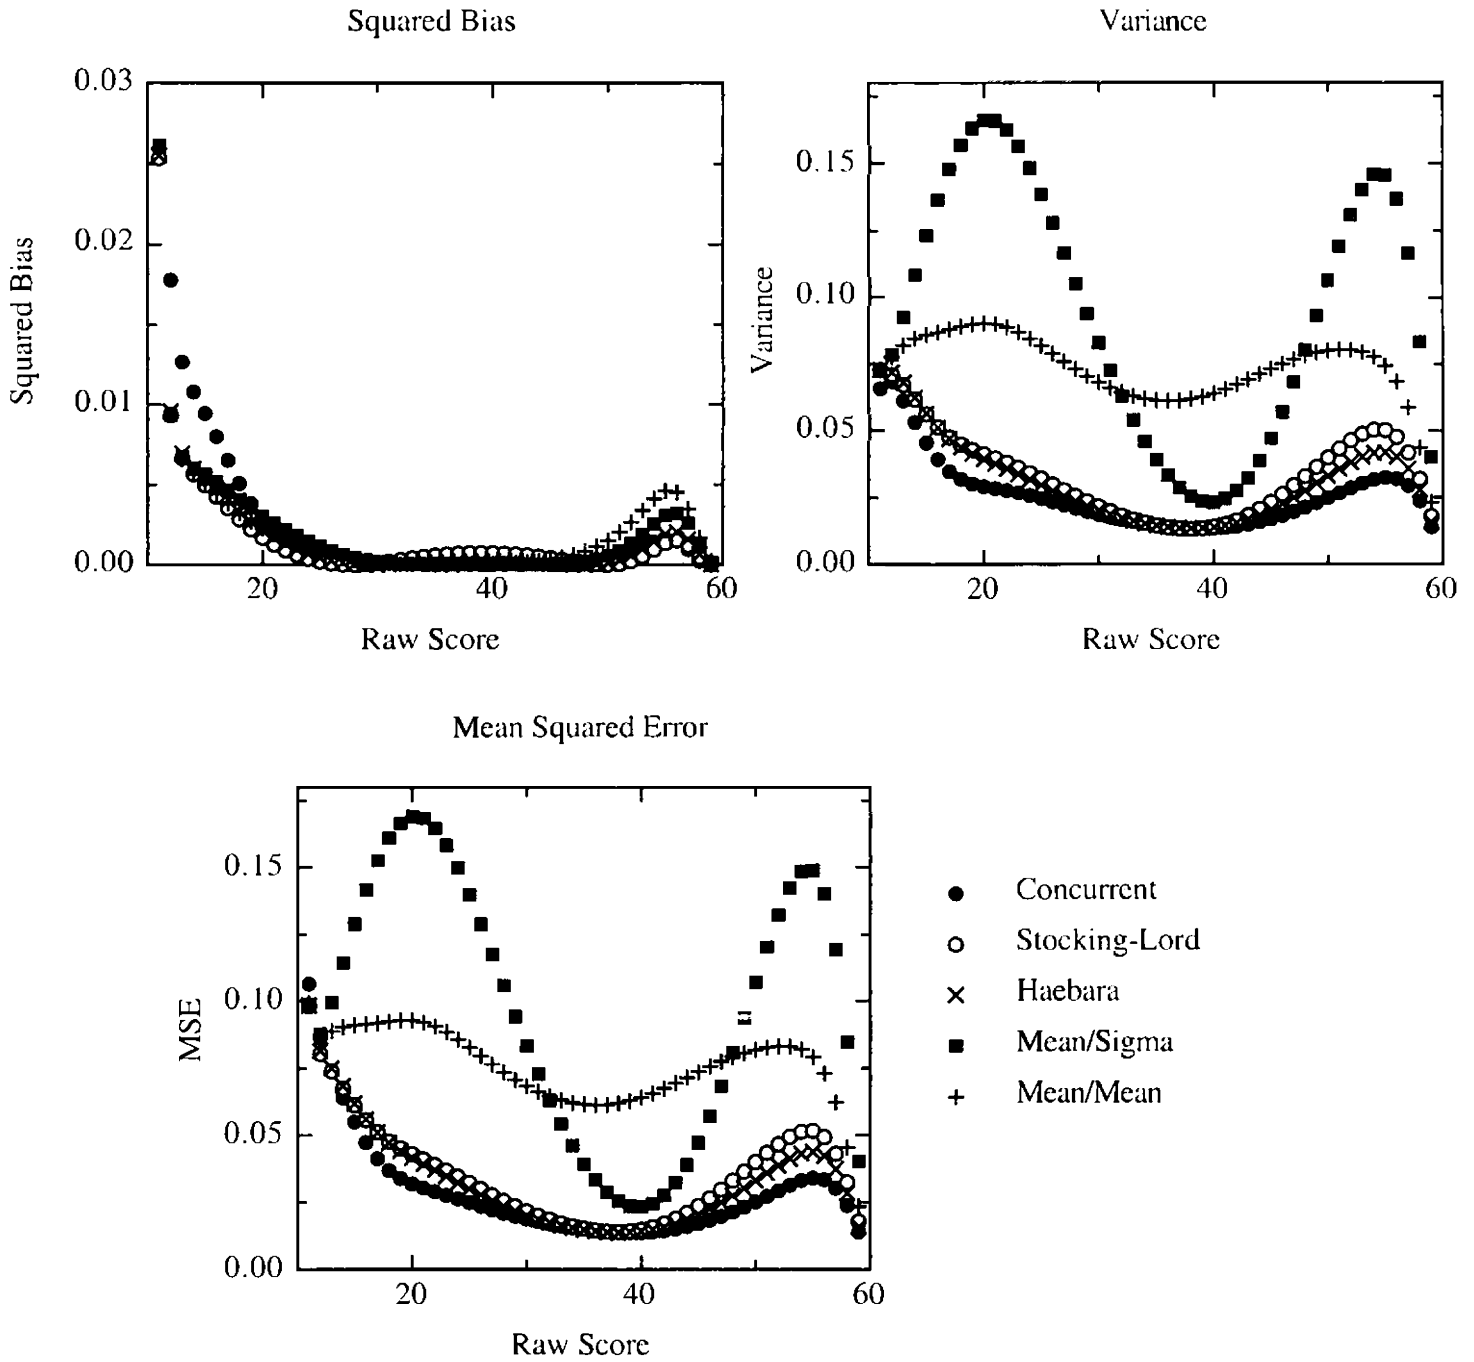 Squared Bias
Variance
0.03
0.02
0.01
0.00
Squared Bias
20
40
60
Raw Score
0.15
0.10
0.05
0.00
Variance
20
40
60
Raw Score
Mean Squared Error
0.15
0.10
0.05
0.00
MSE
20
40
60
Raw Score
Concurrent
Stocking-Lord
Haebara
Mean/Sigma
Mean/Mean